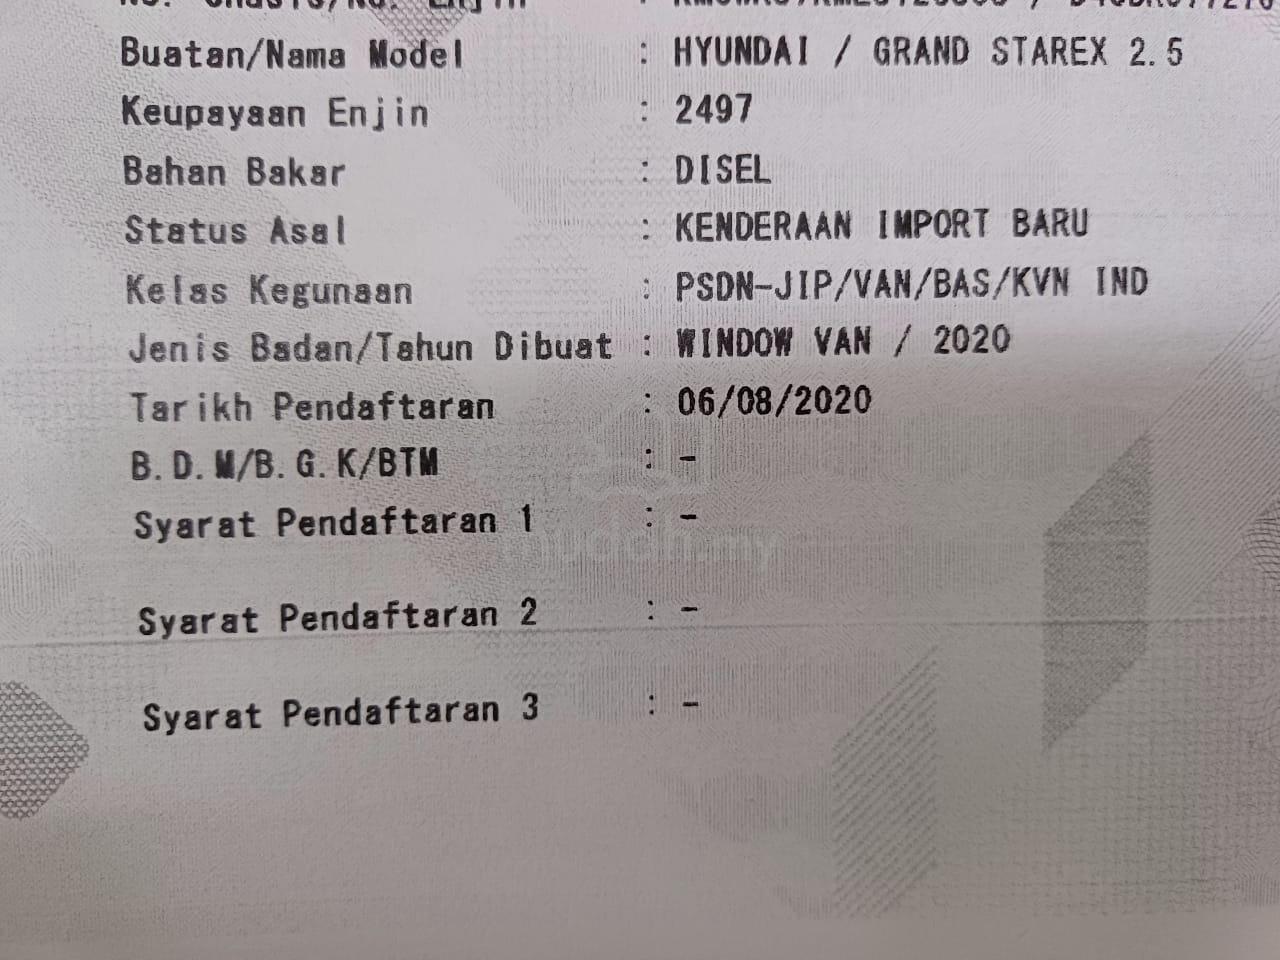 Buatan/Nama Model : HYUNDAI / GRAND STAREX 2.5
Keupayaan Enjin : 2497
Bahan Bakar : DISEL
Status Asal : KENDERAAN IMPORT BARU
Kelas Kegunaan : PSDN-JIP/VAN/BAS/KVN IND
Jenis Badan/Tahun Dibuat : WINDOW VAN / 2020
Tarikh Pendaftaran : 06/08/2020
B.D.M/B.G.K/BTM : -
Syarat Pendaftaran 1 : -
mudah.my
Syarat Pendaftaran 2 : -
Syarat Pendaftaran 3 : -